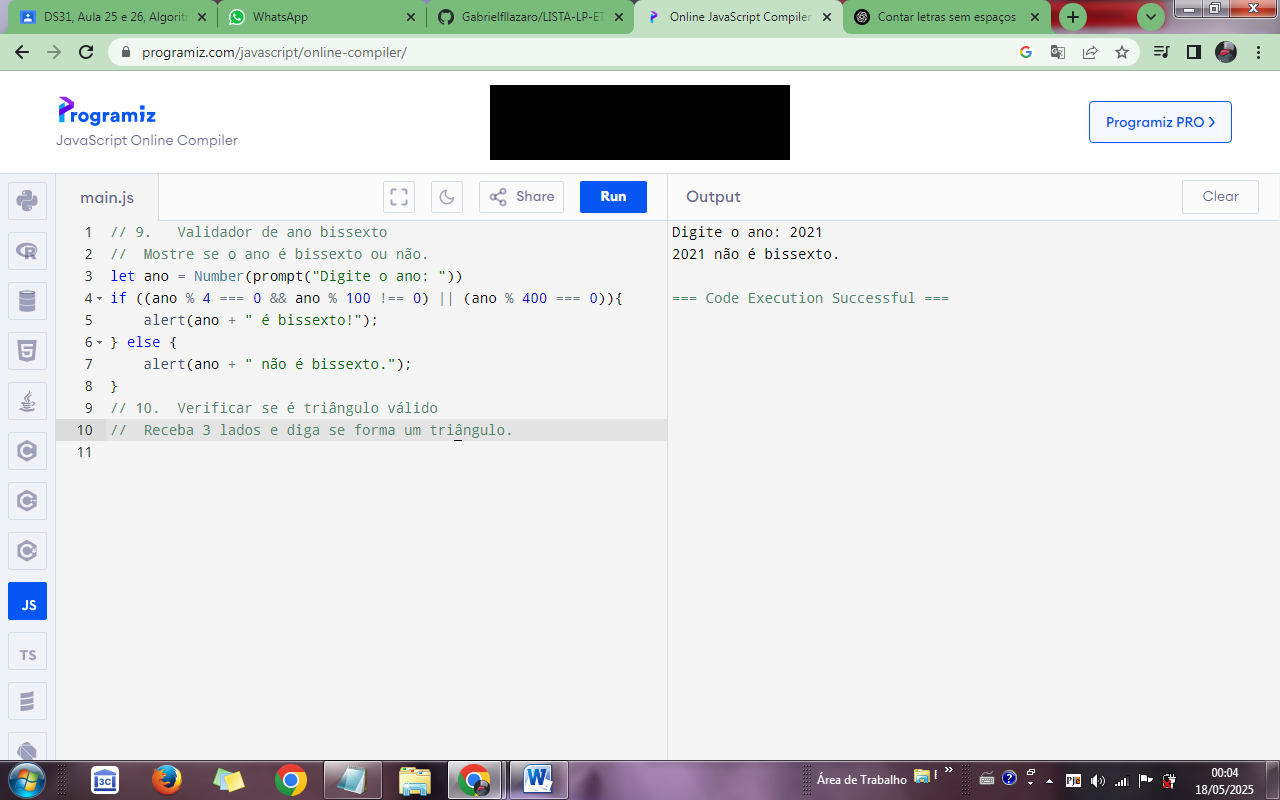 DS31, Aula 25 e 26, Algoritm
WhatsApp
Gabrielfllazaro/LISTA-LP-ET
Online JavaScript Compiler
Contar letras sem espaços
programiz.com/javascript/online-compiler/
Programiz
JavaScript Online Compiler
Programiz PRO
main.js
Share
Run
Output
Clear
1 // 9.   Validador de ano bissexto
2 //  Mostre se o ano é bissexto ou não.
3 let ano = Number(prompt("Digite o ano: "))
4 if ((ano % 4 === 0 && ano % 100 !== 0) || (ano % 400 === 0)){
5     alert(ano + " é bissexto!");
6 } else {
7     alert(ano + " não é bissexto.");
8 }
9 // 10.  Verificar se é triângulo válido
10 //  Receba 3 lados e diga se forma um triângulo.
11
Digite o ano: 2021
2021 não é bissexto.
=== Code Execution Successful ===
R
5
C
C
C
JS
TS
3C
W
Área de Trabalho
PJe
00:04
18/05/2025